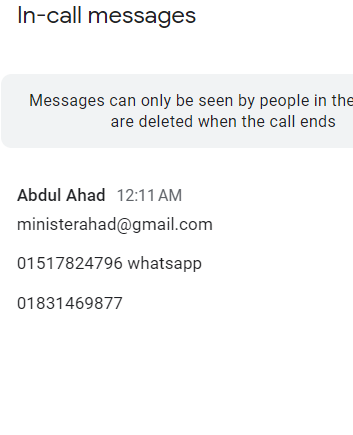 In-call messages
Messages can only be seen by people in the
are deleted when the call ends
Abdul Ahad 12:11 AM
ministerahad@gmail.com
01517824796 whatsapp
01831469877